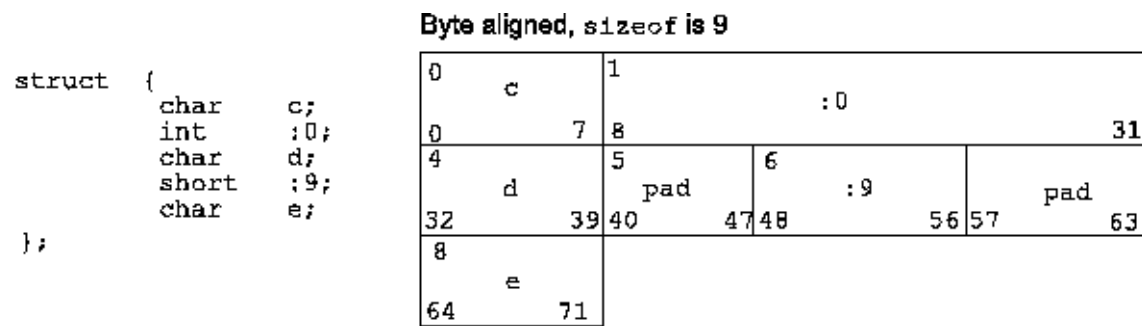 Byte aligned, sizeof is 9
struct {
char c;
int :0;
char d;
short :9;
char e;
};
0 1
c :0
0 7 8 31
4 5 6
d pad :9 pad
32 39 40 47 48 56 57 63
8
e
64 71